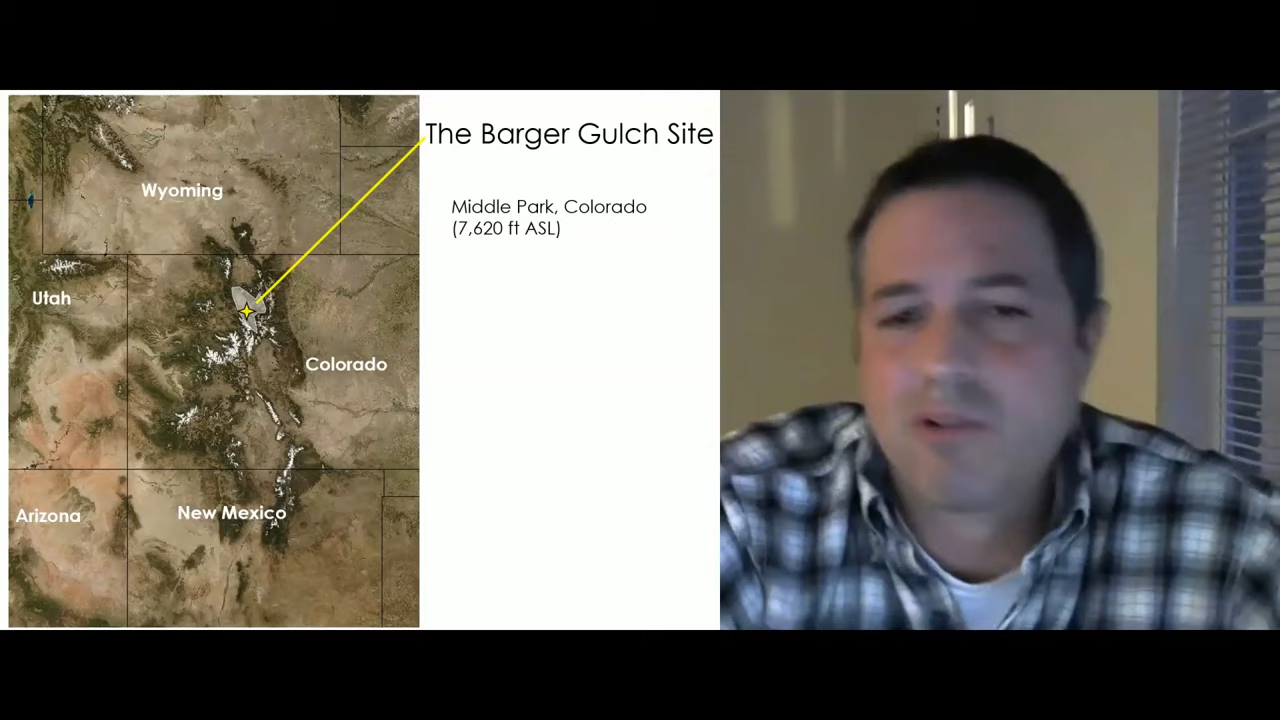 The Barger Gulch Site
Middle Park, Colorado
(7,620 ft ASL)
Wyoming
Utah
Colorado
Arizona
New Mexico